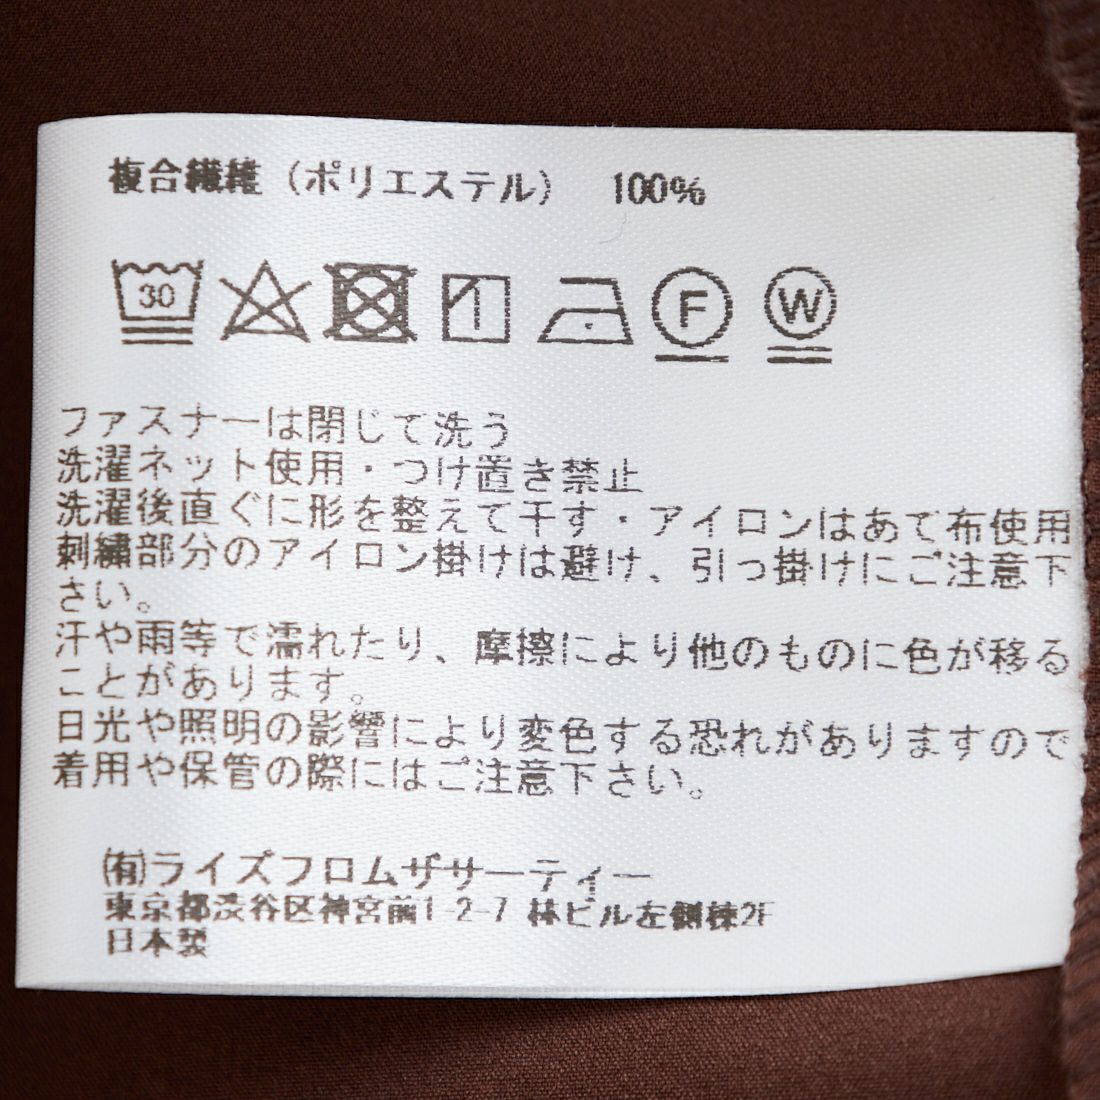 複合繊維（ポリエステル） 100%
30 F W
ファスナーは閉じて洗う
洗濯ネット使用・つけ置き禁止
洗濯後直ぐに形を整えて干す・アイロンはあて布使用
刺繍部分のアイロン掛けは避け、引っ掛けにご注意下
さい。
汗や雨等で濡れたり、摩擦により他のものに色が移る
ことがあります。
日光や照明の影響により変色する恐れがありますので
着用や保管の際にはご注意下さい。
㈲ライズフロムザサーティー
東京都渋谷区神宮前1-2-7 林ビル左側棟2F
日本製